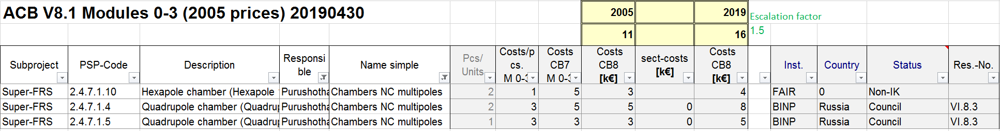 ACB V8.1 Modules 0-3 (2005 prices) 20190430 2005 2019 Escalation factor
11 16 1.5
Subproject PSP-Code Description Responsi ble Name simple Pcs/ Units Costs/p cs. M 0-3 Costs CB7 M 0-3 Costs CB8 [k€] sect-costs [k€] Costs CB8 [k€] Inst. Country Status Res.-No.
Super-FRS 2.4.7.1.10 Hexapole chamber (Hexapole Purushotha Chambers NC multipoles 2 1 5 3 4 FAIR 0 Non-IK
Super-FRS 2.4.7.1.4 Quadrupole chamber (Quadrup Purushotha Chambers NC multipoles 2 3 5 5 0 8 BINP Russia Council VI.8.3
Super-FRS 2.4.7.1.5 Quadrupole chamber (Quadrup Purushotha Chambers NC multipoles 1 3 3 3 0 5 BINP Russia Council VI.8.3